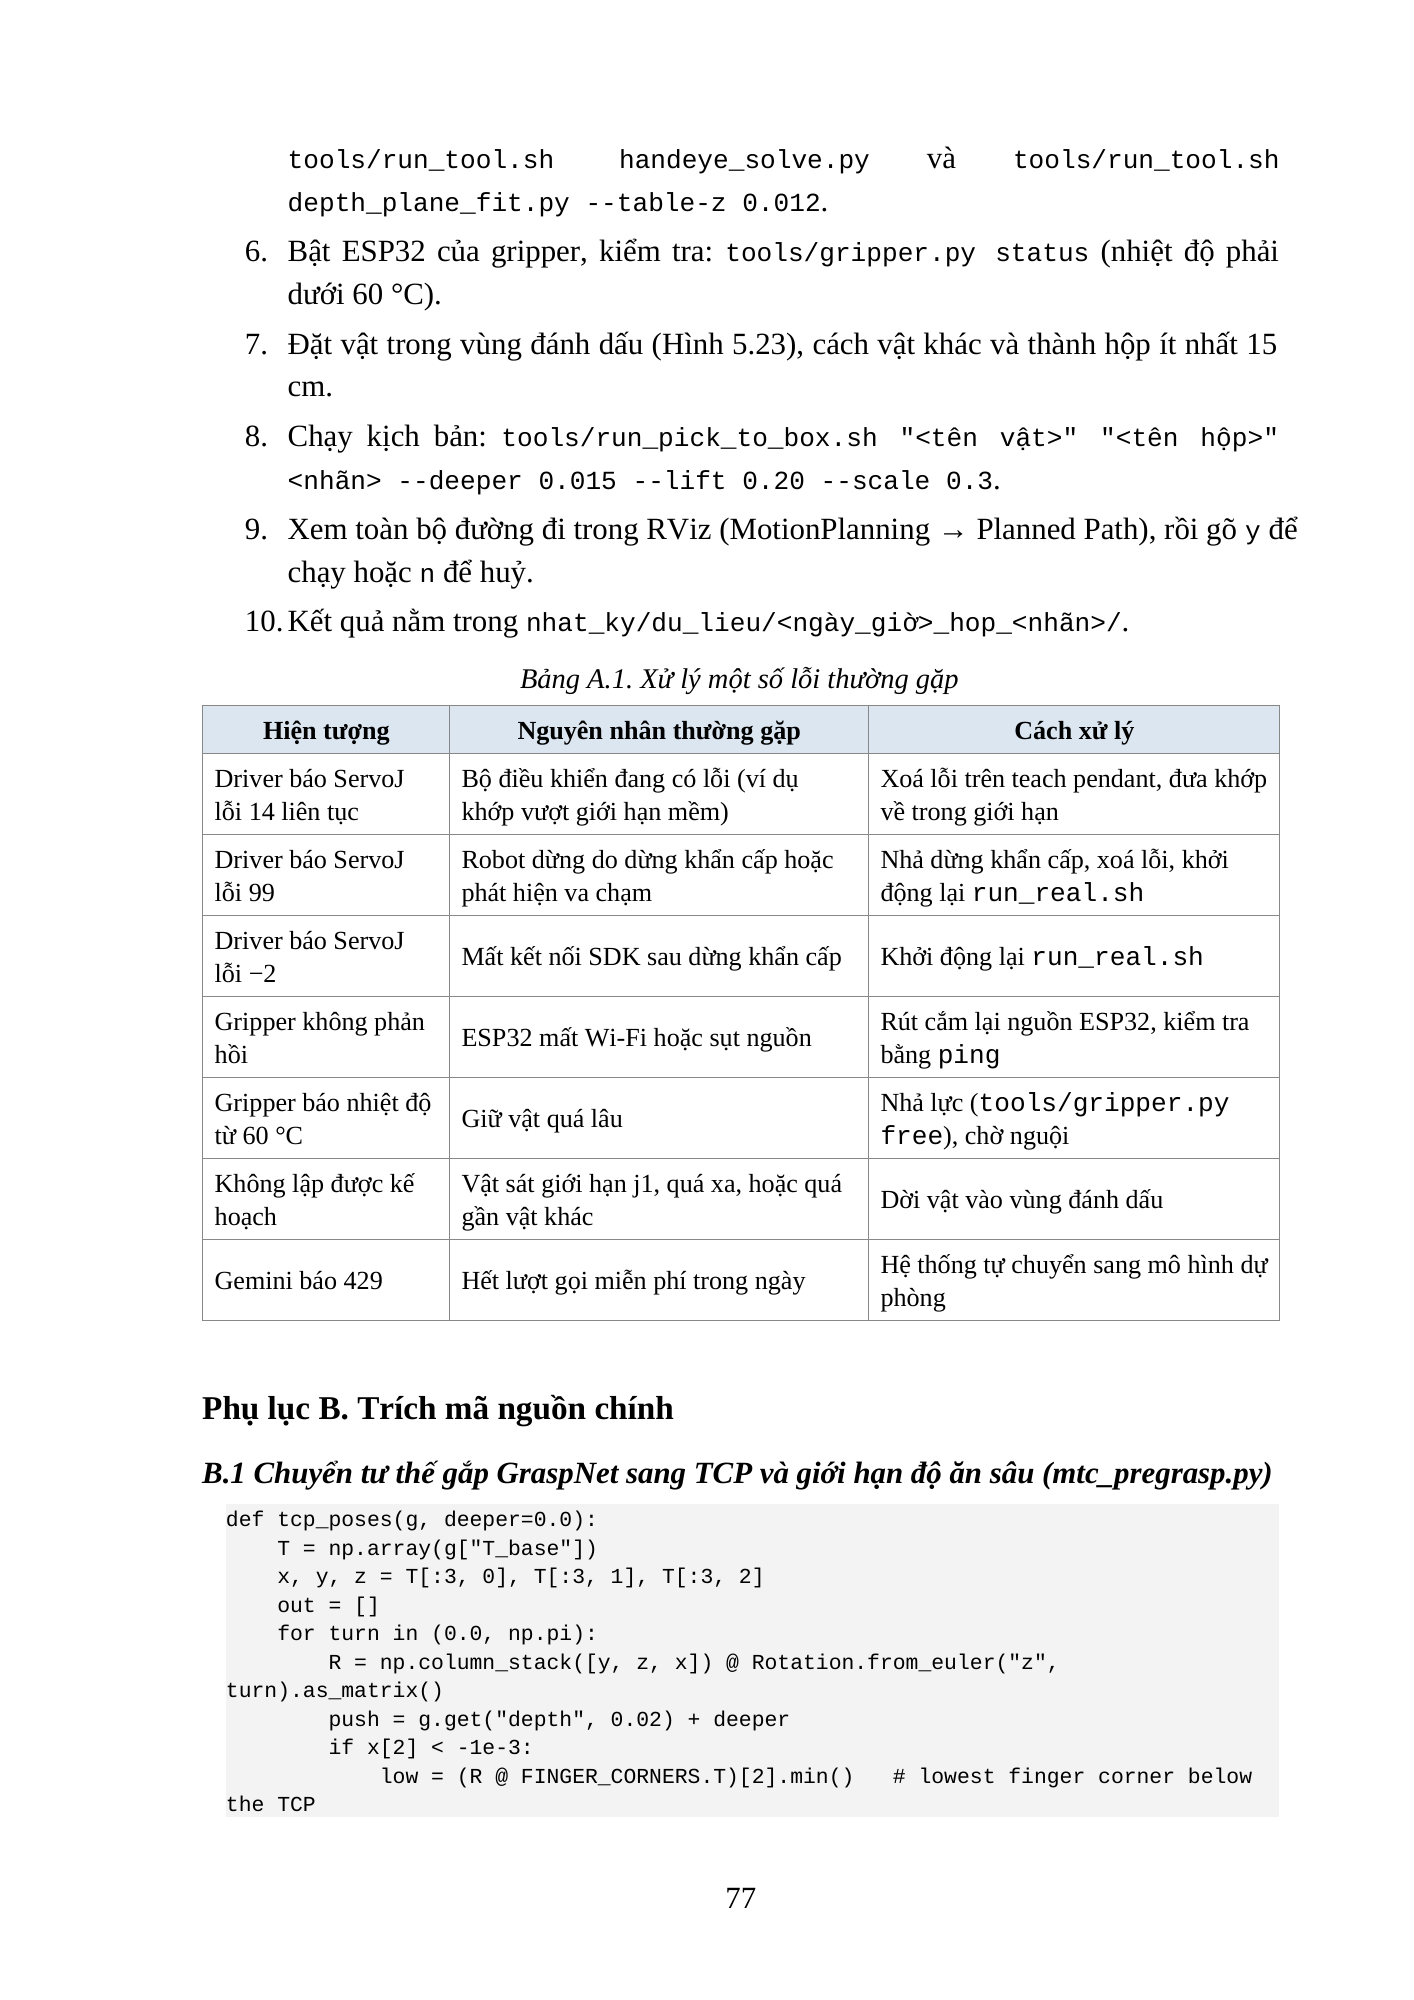 tools/run_tool.sh handeye_solve.py và tools/run_tool.sh
depth_plane_fit.py --table-z 0.012.
6. Bật ESP32 của gripper, kiểm tra: tools/gripper.py status (nhiệt độ phải
dưới 60 °C).
7. Đặt vật trong vùng đánh dấu (Hình 5.23), cách vật khác và thành hộp ít nhất 15
cm.
8. Chạy kịch bản: tools/run_pick_to_box.sh "<tên vật>" "<tên hộp>"
<nhãn> --deeper 0.015 --lift 0.20 --scale 0.3.
9. Xem toàn bộ đường đi trong RViz (MotionPlanning → Planned Path), rồi gõ y để
chạy hoặc n để huỷ.
10. Kết quả nằm trong nhat_ky/du_lieu/<ngày_giờ>_hop_<nhãn>/.
Bảng A.1. Xử lý một số lỗi thường gặp
Hiện tượng
Nguyên nhân thường gặp
Cách xử lý
Driver báo ServoJ
lỗi 14 liên tục
Bộ điều khiển đang có lỗi (ví dụ
khớp vượt giới hạn mềm)
Xoá lỗi trên teach pendant, đưa khớp
về trong giới hạn
Driver báo ServoJ
lỗi 99
Robot dừng do dừng khẩn cấp hoặc
phát hiện va chạm
Nhả dừng khẩn cấp, xoá lỗi, khởi
động lại run_real.sh
Driver báo ServoJ
lỗi −2
Mất kết nối SDK sau dừng khẩn cấp
Khởi động lại run_real.sh
Gripper không phản
hồi
ESP32 mất Wi-Fi hoặc sụt nguồn
Rút cắm lại nguồn ESP32, kiểm tra
bằng ping
Gripper báo nhiệt độ
từ 60 °C
Giữ vật quá lâu
Nhả lực (tools/gripper.py
free), chờ nguội
Không lập được kế
hoạch
Vật sát giới hạn j1, quá xa, hoặc quá
gần vật khác
Dời vật vào vùng đánh dấu
Gemini báo 429
Hết lượt gọi miễn phí trong ngày
Hệ thống tự chuyển sang mô hình dự
phòng
Phụ lục B. Trích mã nguồn chính
B.1 Chuyển tư thế gắp GraspNet sang TCP và giới hạn độ ăn sâu (mtc_pregrasp.py)
def tcp_poses(g, deeper=0.0):
    T = np.array(g["T_base"])
    x, y, z = T[:3, 0], T[:3, 1], T[:3, 2]
    out = []
    for turn in (0.0, np.pi):
        R = np.column_stack([y, z, x]) @ Rotation.from_euler("z",
turn).as_matrix()
        push = g.get("depth", 0.02) + deeper
        if x[2] < -1e-3:
            low = (R @ FINGER_CORNERS.T)[2].min()   # lowest finger corner below
the TCP
77